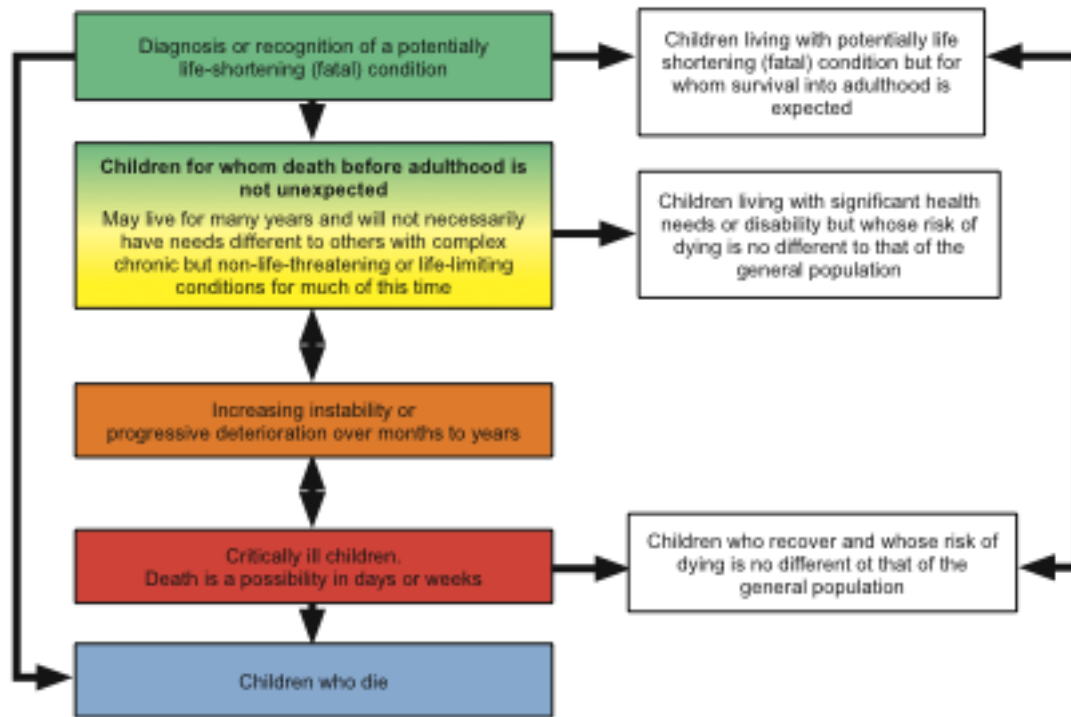 Diagnosis or recognition of a potentially
life-shortening (fatal) condition
Children living with potentially life
shortening (fatal) condition but for
whom survival into adulthood is
expected
Children for whom death before adulthood is
not unexpected
May live for many years and will not necessarily
have needs different to others with complex
chronic but non-life-threatening or life-limiting
conditions for much of this time
Children living with significant health
needs or disability but whose risk of
dying is no different to that of the
general population
Increasing instability or
progressive deterioration over months to years
Critically ill children.
Death is a possibility in days or weeks
Children who recover and whose risk of
dying is no different ot that of the
general population
Children who die